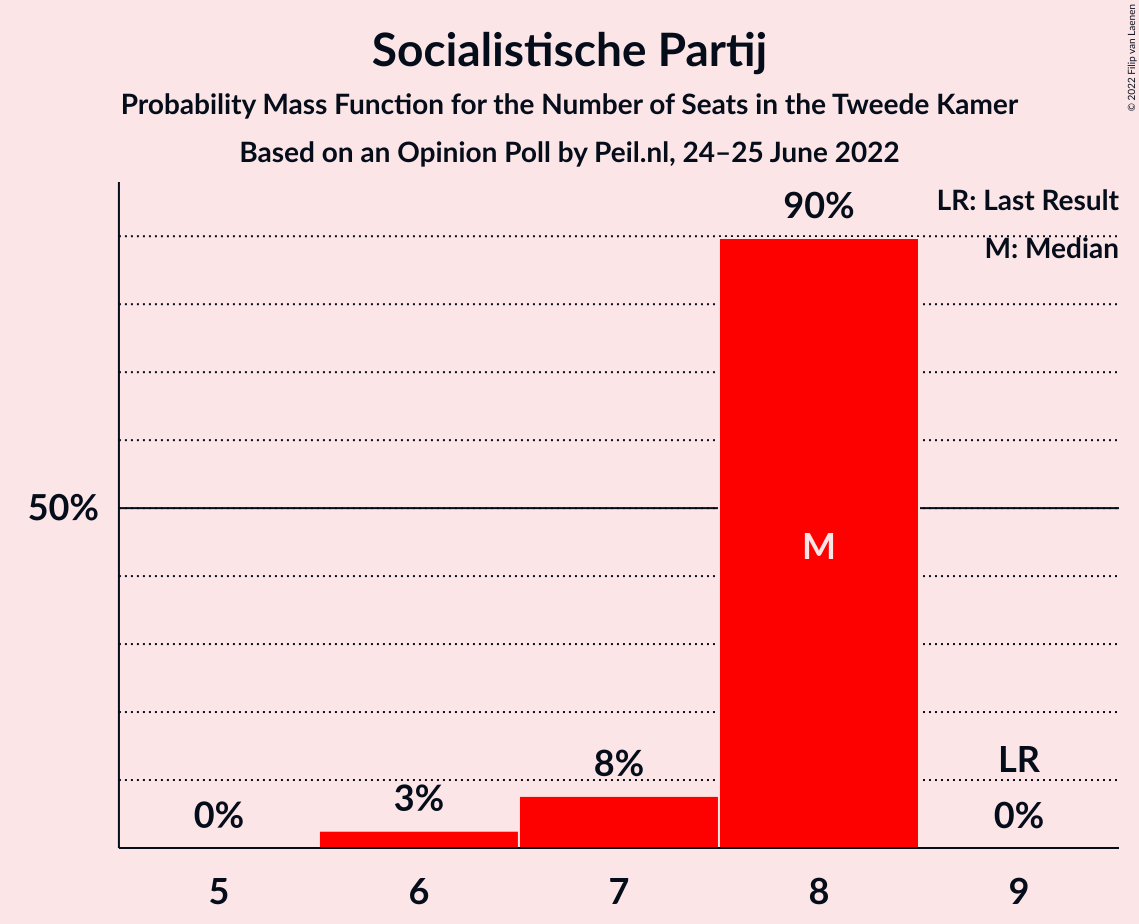 Socialistische Partij
Probability Mass Function for the Number of Seats in the Tweede Kamer
Based on an Opinion Poll by Peil.nl, 24–25 June 2022
© 2022 Filip van Laenen
LR: Last Result
M: Median
90%
50%
M
LR
8%
3%
0%
0%
5
6
7
8
9